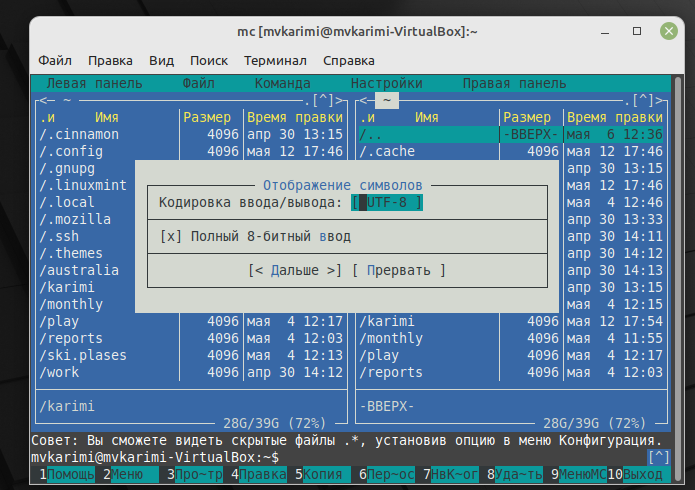 mc [mvkarimi@mvkarimi-VirtualBox]:~
Файл Правка Вид Поиск Терминал Справка
Левая панель Файл Команда Настройки Правая панель
<─ ~ ─.[^]> <─ ~ ─.[^]>
.и Имя Размер Время правки .и Имя Размер Время правки
/.cinnamon 4096 апр 30 13:15 /.. -ВВЕРХ- мая 6 12:36
/.config 4096 мая 12 17:46 /.cache 4096 мая 12 17:46
/.gnupg апр 30 13:15
/.linuxmint Отображение символов мая 12 17:46
/.local Кодировка ввода/вывода: [ UTF-8 ] мая 4 12:46
/.mozilla апр 30 13:33
/.ssh [x] Полный 8-битный ввод апр 30 14:11
/.themes апр 30 14:12
/australia [< Дальше >] [ Прервать ] апр 30 14:13
/karimi апр 30 13:15
/monthly мая 4 12:15
/play 4096 мая 4 12:17 /karimi 4096 мая 12 17:54
/reports 4096 мая 4 12:03 /monthly 4096 мая 4 11:55
/ski.plases 4096 мая 4 12:13 /play 4096 мая 4 12:17
/work 4096 апр 30 14:12 /reports 4096 мая 4 12:03
/karimi -ВВЕРХ-
28G/39G (72%) 28G/39G (72%)
Совет: Вы сможете видеть скрытые файлы .*, установив опцию в меню Конфигурация.
mvkarimi@mvkarimi-VirtualBox:~$ [^]
1Помощь 2Меню 3Про~тр 4Правка 5Копия 6Пер~ос 7НвК~ог 8Уда~ть 9МенюМС 10Выход